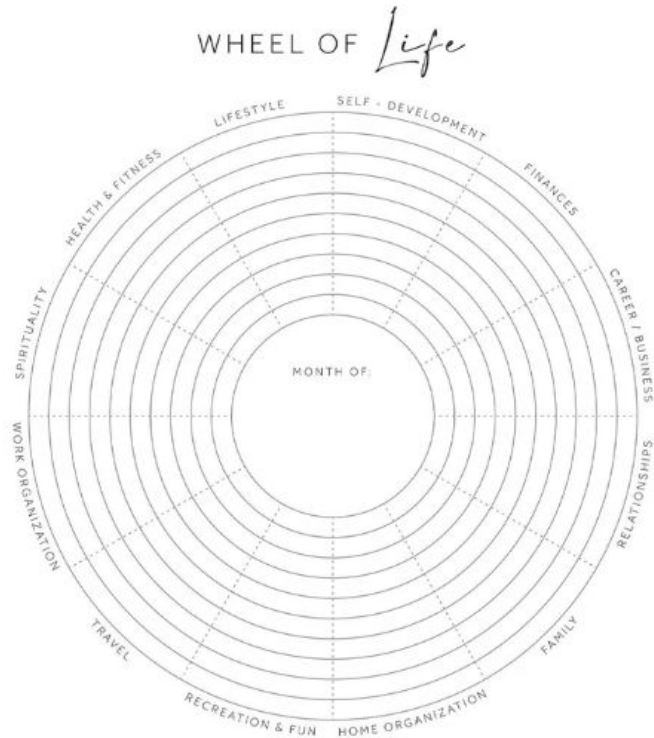 WHEEL OF Life
LIFESTYLE
SELF - DEVELOPMENT
FINANCES
CAREER / BUSINESS
RELATIONSHIPS
FAMILY
HOME ORGANIZATION
RECREATION & FUN
TRAVEL
WORK ORGANIZATION
SPIRITUALITY
HEALTH & FITNESS
MONTH OF: